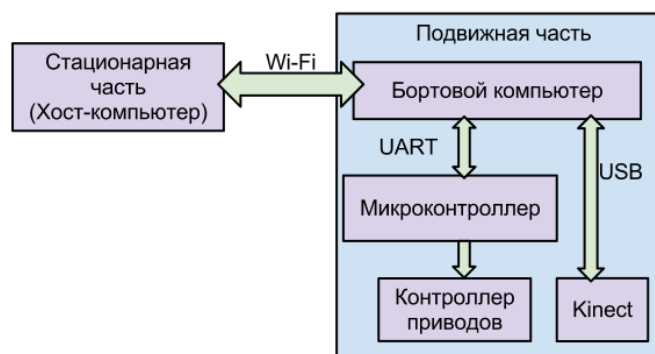 Подвижная часть
Стационарная
часть
(Хост-компьютер)
Wi-Fi
Бортовой компьютер
UART
USB
Микроконтроллер
Контроллер
приводов
Kinect